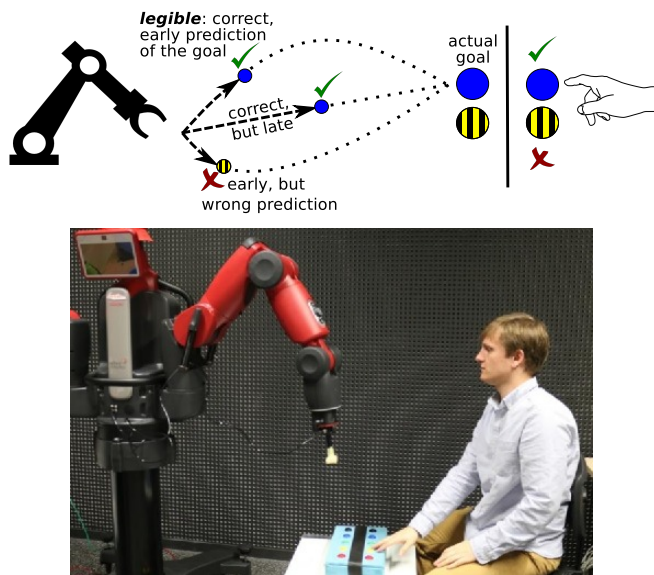 legible: correct,
early prediction
of the goal
correct,
but late
early, but
wrong prediction
actual
goal